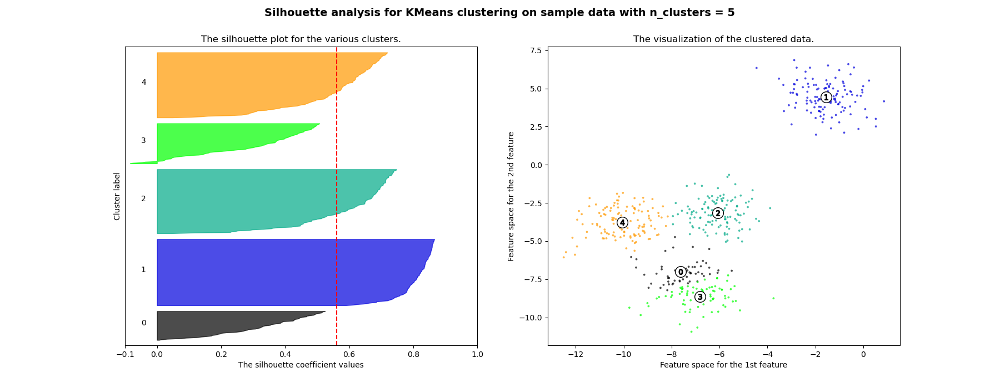 Silhouette analysis for KMeans clustering on sample data with n_clusters = 5
The silhouette plot for the various clusters.
4
3
2
1
0
Cluster label
−0.1 0.0 0.2 0.4 0.6 0.8 1.0
The silhouette coefficient values
The visualization of the clustered data.
7.5
5.0
2.5
0.0
−2.5
−5.0
−7.5
−10.0
Feature space for the 2nd feature
1
2
4
0
3
−12 −10 −8 −6 −4 −2 0
Feature space for the 1st feature